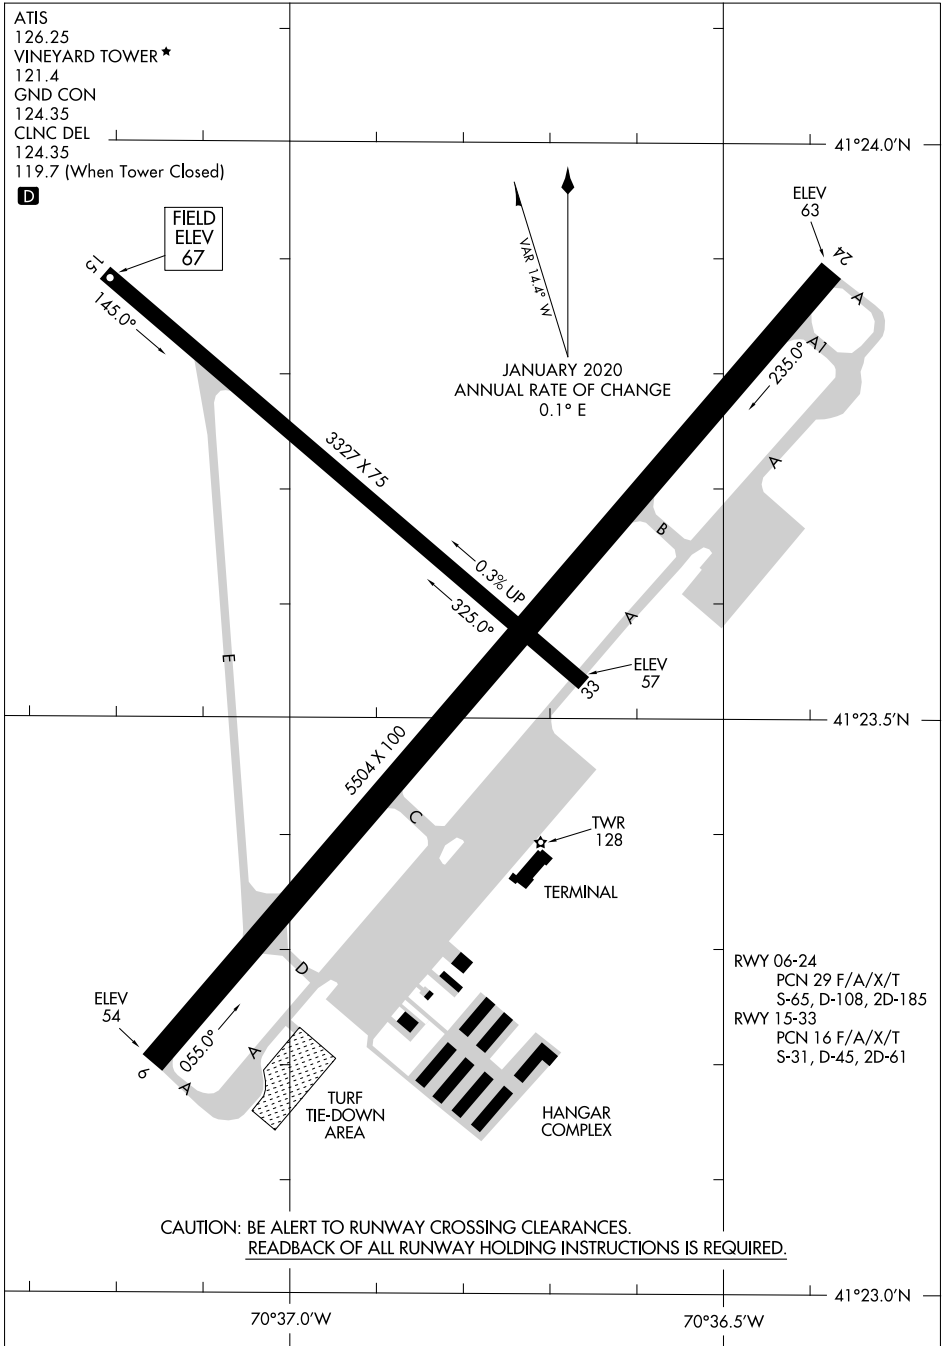 ATIS
126.25
VINEYARD TOWER★
121.4
GND CON
124.35
CLNC DEL
124.35
119.7 (When Tower Closed)
D
41°24.0'N
FIELD
ELEV
67
ELEV
63
15
24
145.0°
VAR 14.4° W
JANUARY 2020
ANNUAL RATE OF CHANGE
0.1° E
A
A1
235.0°
3327 X 75
A
B
0.3% UP
325.0°
A
E
ELEV
57
33
41°23.5'N
5504 X 100
C
TWR
128
TERMINAL
D
RWY 06-24
PCN 29 F/A/X/T
S-65, D-108, 2D-185
RWY 15-33
PCN 16 F/A/X/T
S-31, D-45, 2D-61
ELEV
54
055.0°
A
6
A
TURF
TIE-DOWN
AREA
HANGAR
COMPLEX
CAUTION: BE ALERT TO RUNWAY CROSSING CLEARANCES.
READBACK OF ALL RUNWAY HOLDING INSTRUCTIONS IS REQUIRED.
41°23.0'N
70°37.0'W
70°36.5'W